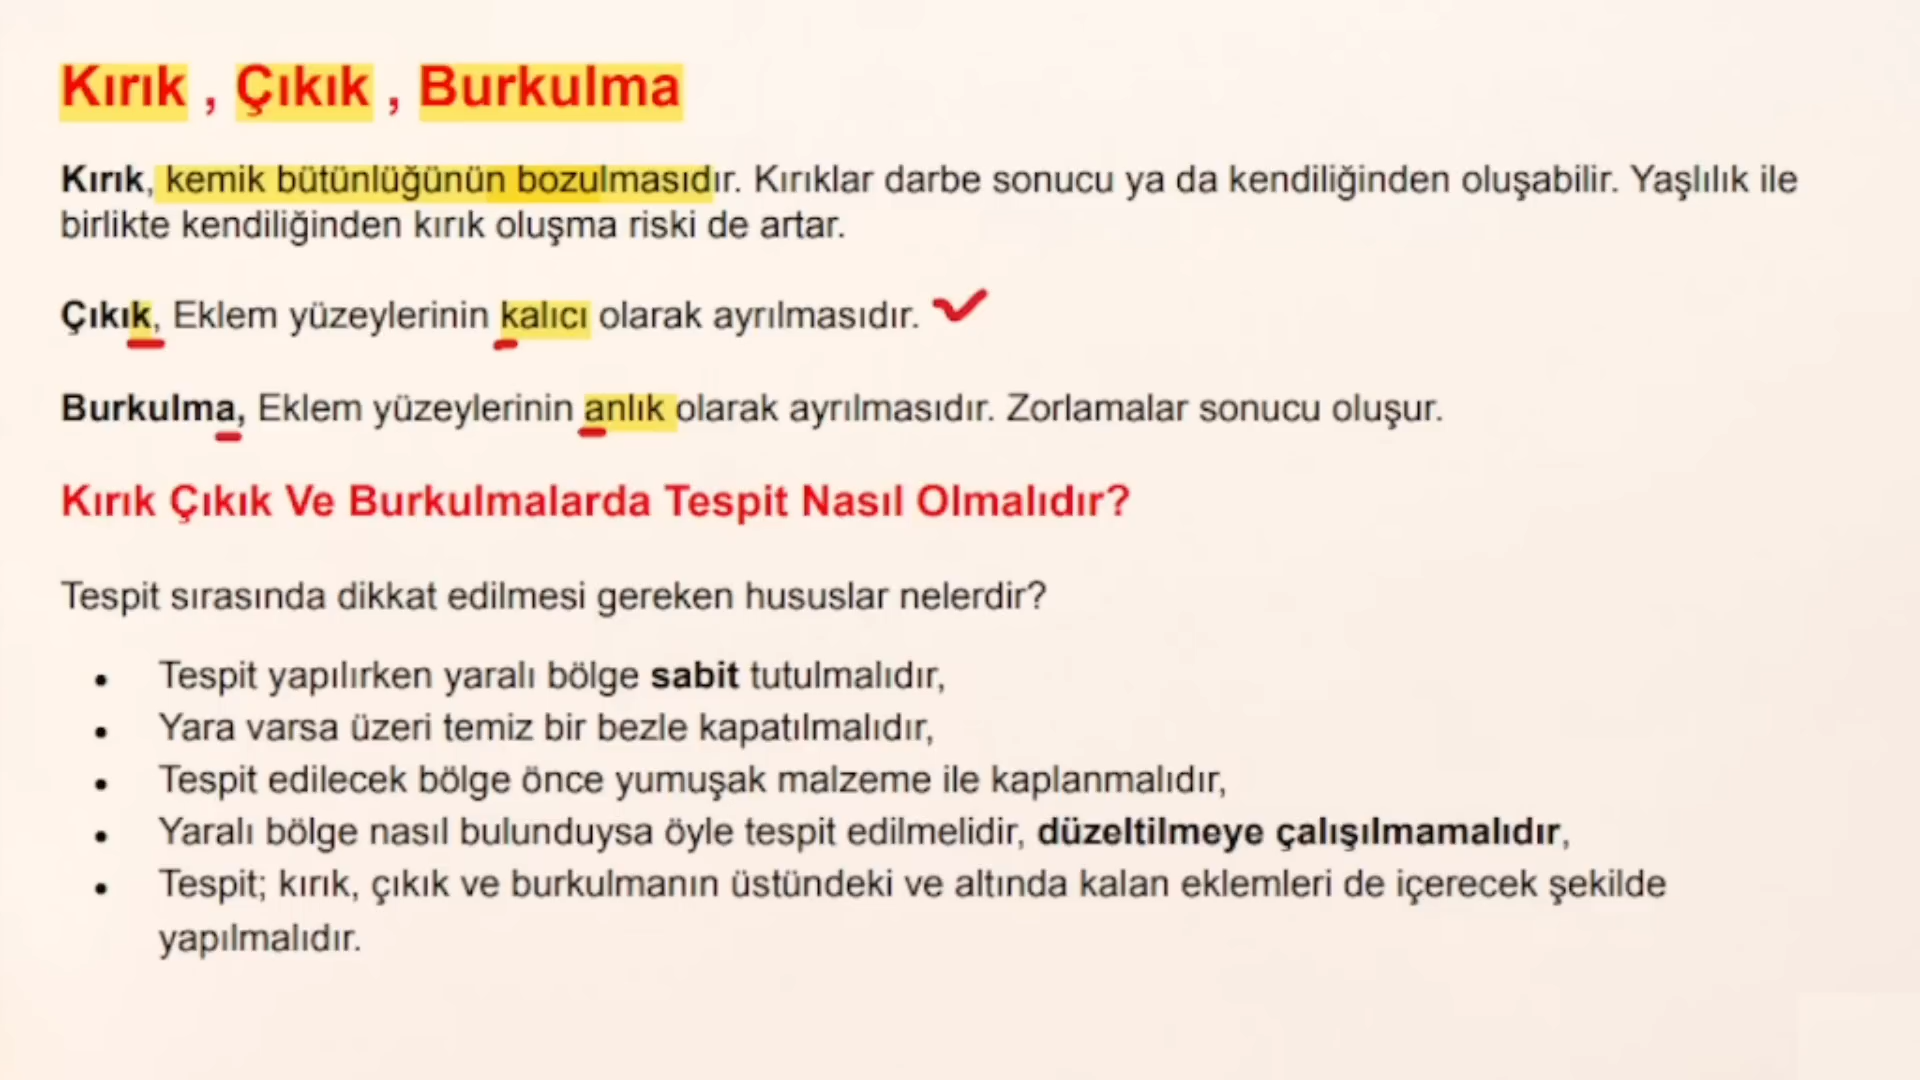 Kırık , Çıkık , Burkulma
Kırık, kemik bütünlüğünün bozulmasıdır. Kırıklar darbe sonucu ya da kendiliğinden oluşabilir. Yaşlılık ile
birlikte kendiliğinden kırık oluşma riski de artar.
Çıkık, Eklem yüzeylerinin kalıcı olarak ayrılmasıdır.
Burkulma, Eklem yüzeylerinin anlık olarak ayrılmasıdır. Zorlamalar sonucu oluşur.
Kırık Çıkık Ve Burkulmalarda Tespit Nasıl Olmalıdır?
Tespit sırasında dikkat edilmesi gereken hususlar nelerdir?
• Tespit yapılırken yaralı bölge sabit tutulmalıdır,
• Yara varsa üzeri temiz bir bezle kapatılmalıdır,
• Tespit edilecek bölge önce yumuşak malzeme ile kaplanmalıdır,
• Yaralı bölge nasıl bulunduysa öyle tespit edilmelidir, düzeltilmeye çalışılmamalıdır,
• Tespit; kırık, çıkık ve burkulmanın üstündeki ve altında kalan eklemleri de içerecek şekilde
yapılmalıdır.